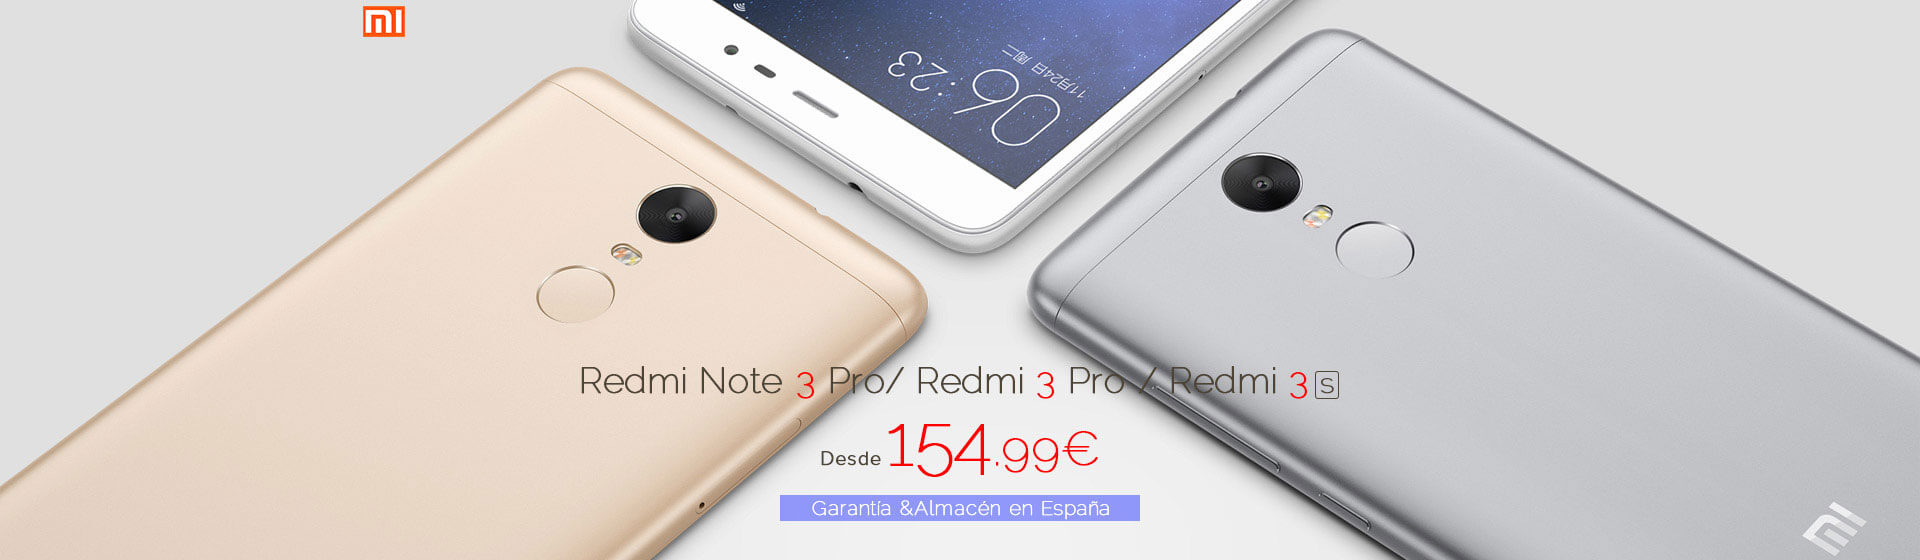 mi
06:23
11月24日 周二
Redmi Note 3 Pro/ Redmi 3 Pro / Redmi 3 S
Desde 154.99€
Garantía &Almacén en España
mi